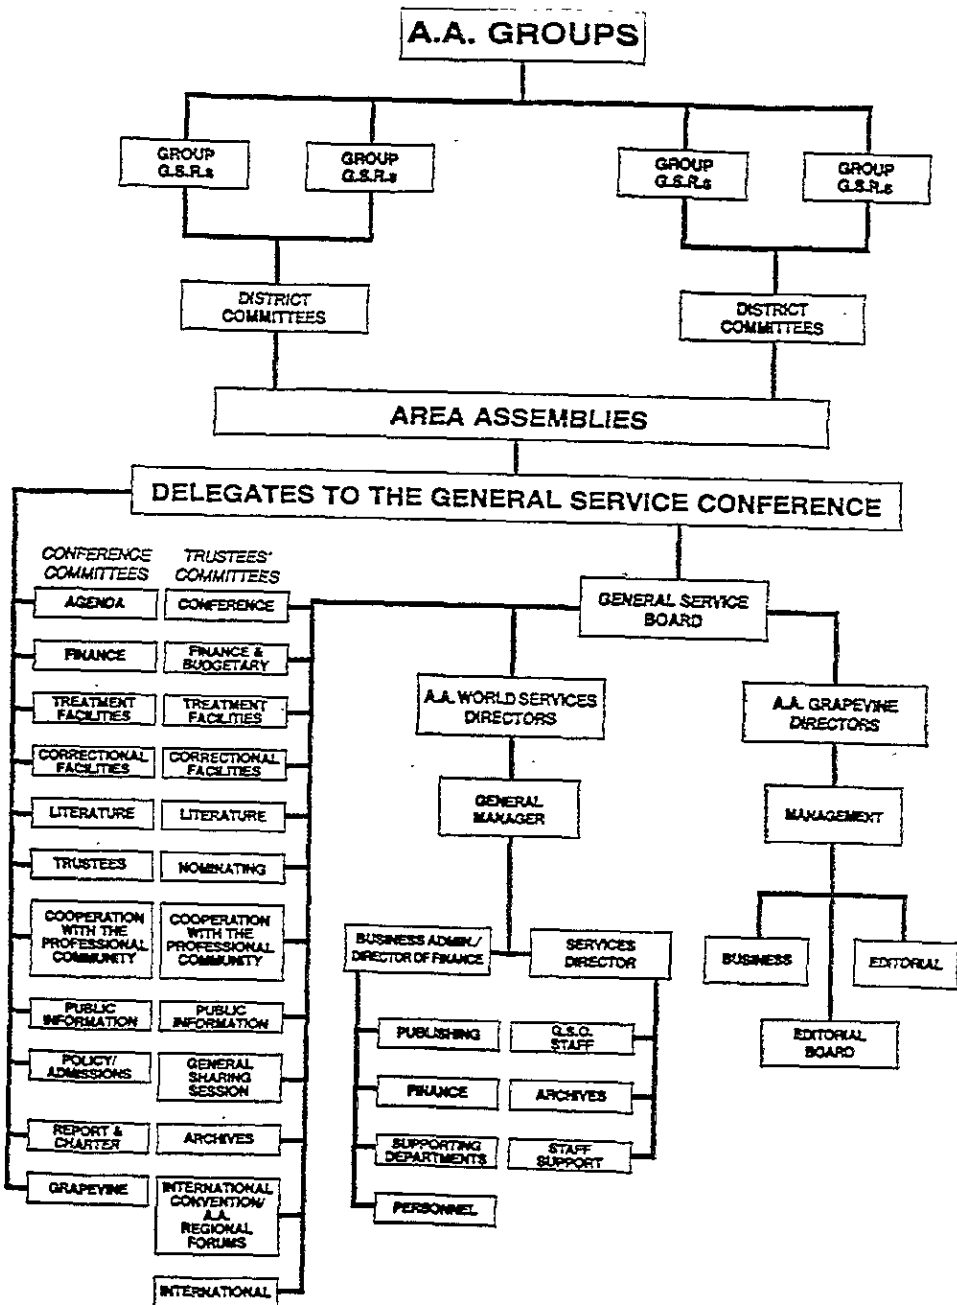 A.A. GROUPS
GROUP
G.S.R.s
GROUP
G.S.R.s
GROUP
G.S.R.s
GROUP
G.S.R.s
DISTRICT
COMMITTEES
DISTRICT
COMMITTEES
AREA ASSEMBLIES
DELEGATES TO THE GENERAL SERVICE CONFERENCE
CONFERENCE
COMMITTEES
AGENDA
FINANCE
TREATMENT
FACILITIES
CORRECTIONAL
FACILITIES
LITERATURE
TRUSTEES
COOPERATION
WITH THE
PROFESSIONAL
COMMUNITY
PUBLIC
INFORMATION
POLICY/
ADMISSIONS
REPORT &
CHARTER
GRAPEVINE
TRUSTEES'
COMMITTEES
CONFERENCE
FINANCE &
BUDGETARY
TREATMENT
FACILITIES
CORRECTIONAL
FACILITIES
LITERATURE
NOMINATING
COOPERATION
WITH THE
PROFESSIONAL
COMMUNITY
PUBLIC
INFORMATION
GENERAL
SHARING
SESSION
ARCHIVES
INTERNATIONAL
CONVENTION/
A.A.
REGIONAL
FORUMS
INTERNATIONAL
GENERAL SERVICE
BOARD
A.A. WORLD SERVICES
DIRECTORS
GENERAL
MANAGER
BUSINESS ADMIN./
DIRECTOR OF FINANCE
PUBLISHING
FINANCE
SUPPORTING
DEPARTMENTS
PERSONNEL
SERVICES
DIRECTOR
G.S.O.
STAFF
ARCHIVES
STAFF
SUPPORT
A.A. GRAPEVINE
DIRECTORS
MANAGEMENT
BUSINESS
EDITORIAL
EDITORIAL
BOARD